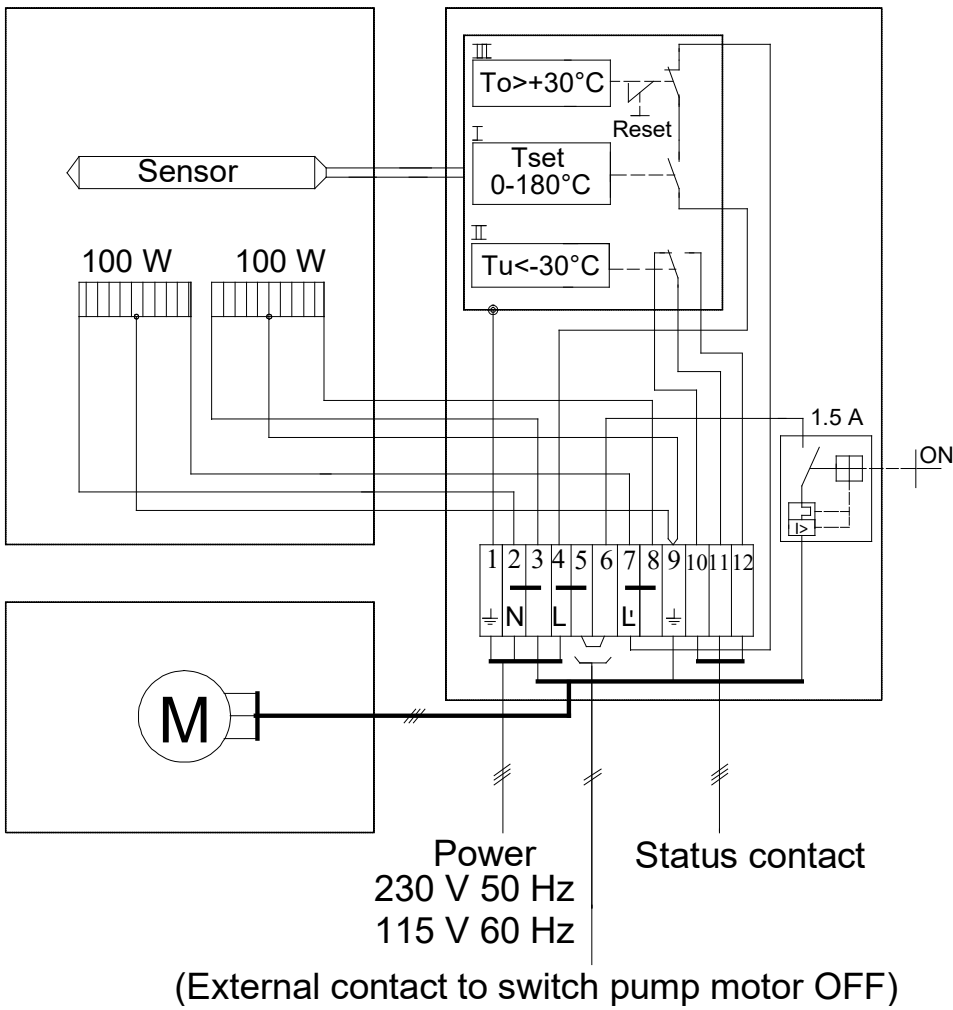 III
To>+30°C
Reset
I
Tset
0-180°C
Sensor
II
Tu<-30°C
100 W
100 W
1.5 A
ON
I>
1 2 3 4 5 6 7 8 9 10 11 12
N L L'
M
Power
230 V 50 Hz
115 V 60 Hz
Status contact
(External contact to switch pump motor OFF)